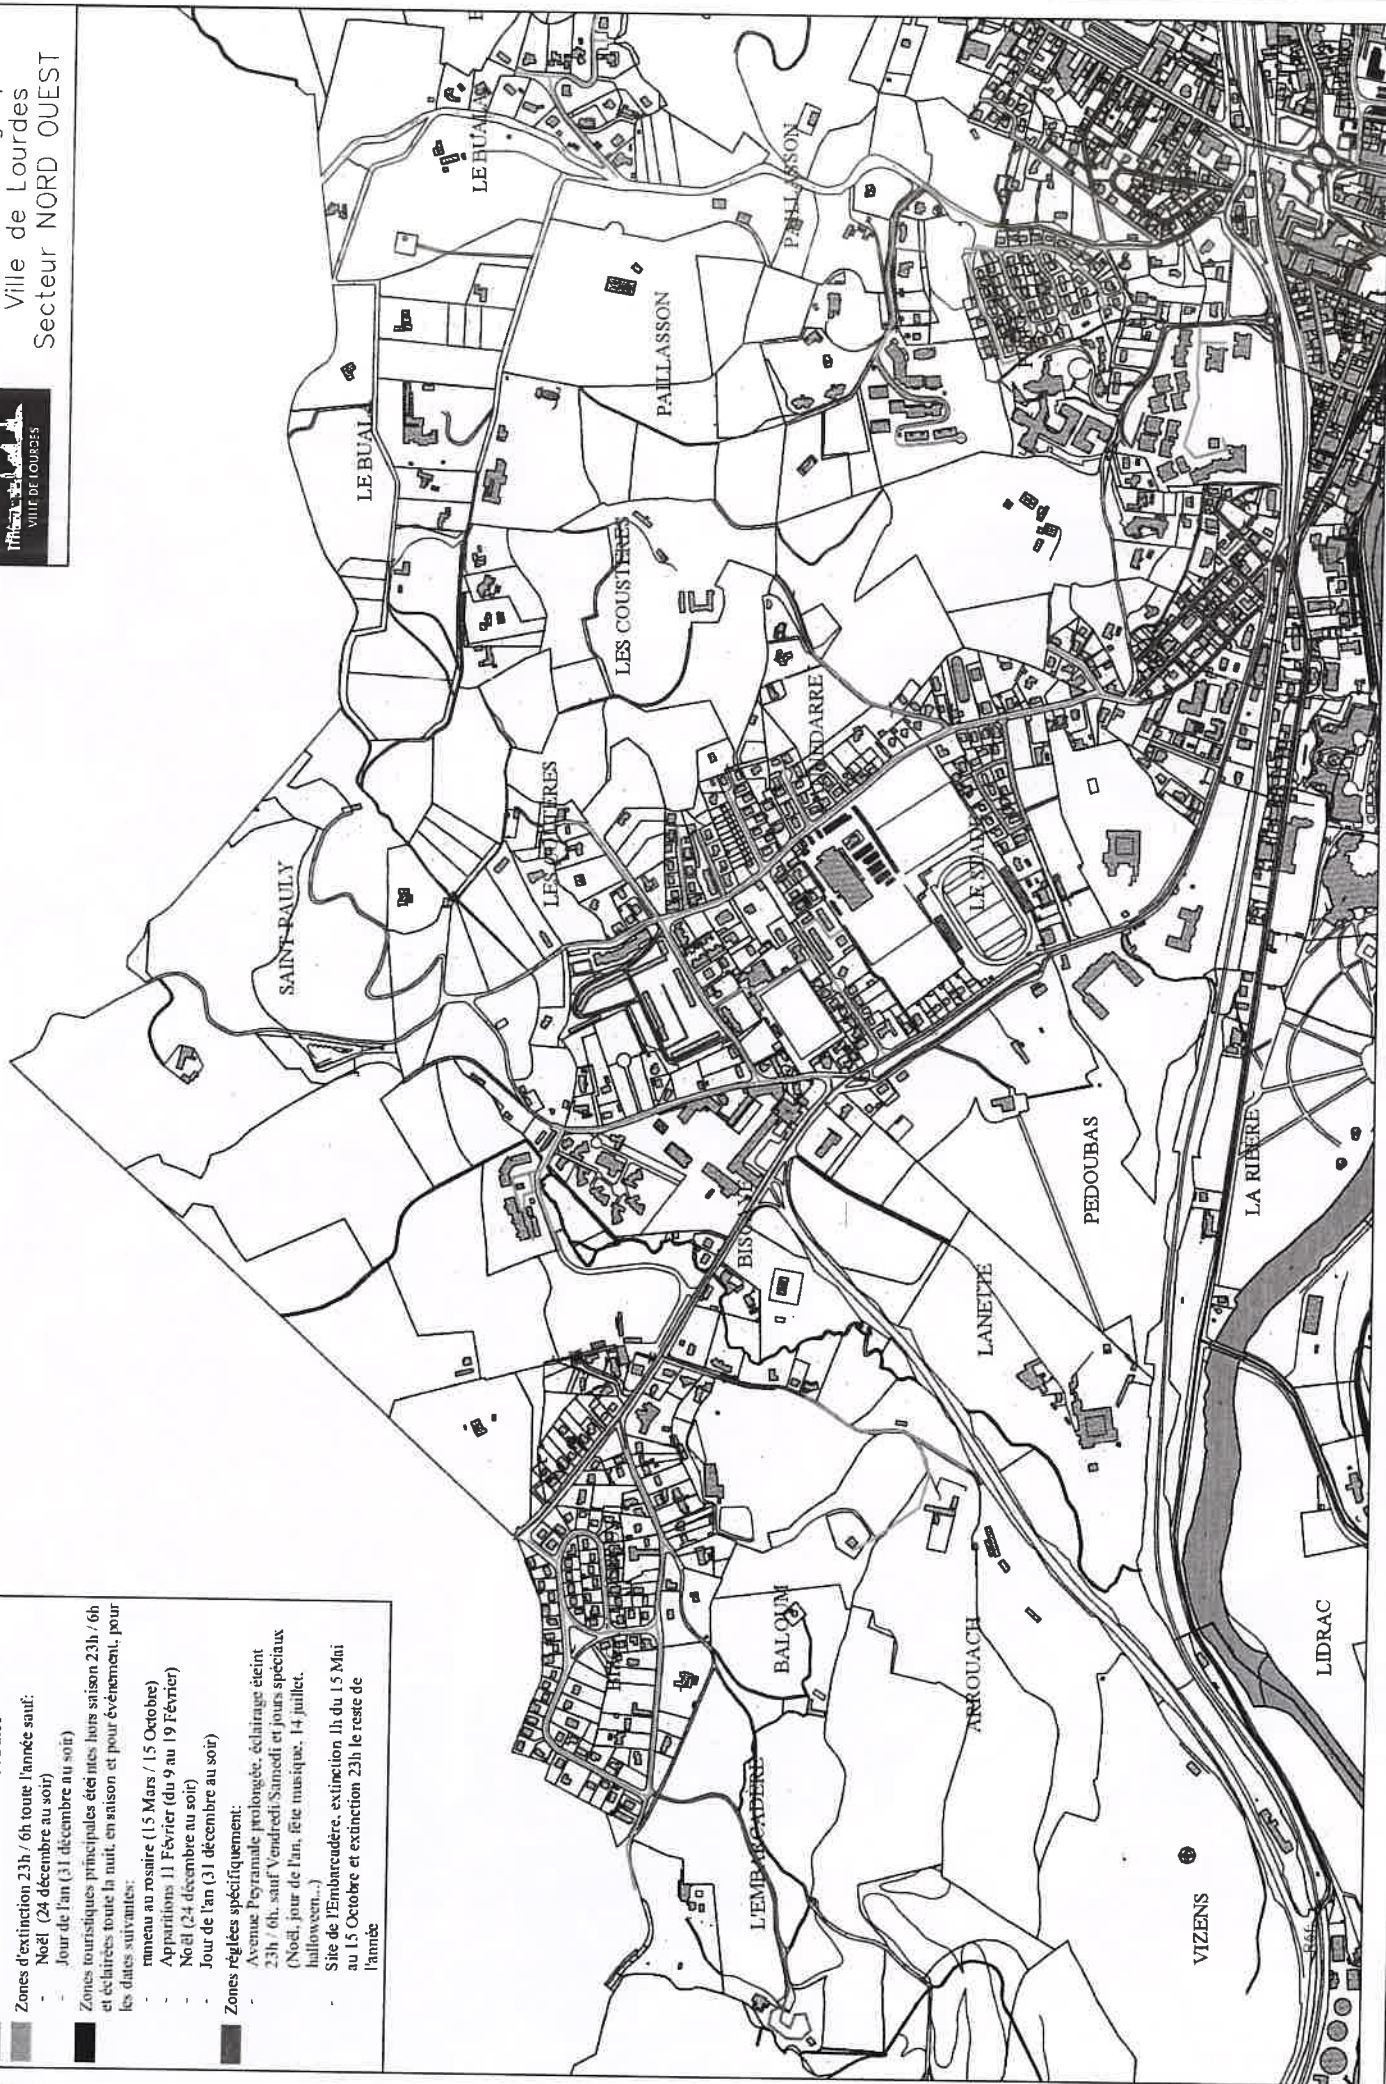 Ville de Lourdes
Secteur NORD OUEST
VILLE DE LOURDES
Zones d'extinction 23h / 6h toute l'année sauf:
- Noël (24 décembre au soir)
- Jour de l'an (31 décembre au soir)
Zones touristiques principales éteintes hors saison 23h / 6h
et éclairées toute la nuit, en saison et pour évènement, pour
les dates suivantes:
- rameau au rosaire (15 Mars / 15 Octobre)
- Apparitions 11 Février (du 9 au 19 Février)
- Noël (24 décembre au soir)
- Jour de l'an (31 décembre au soir)
Zones réglées spécifiquement:
- Avenue Peyramale prolongée, éclairage éteint
23h / 6h, sauf Vendredi/Samedi et jours spéciaux
(Noël, jour de l'an, fête musique, 14 juillet,
halloween...)
- Site de l'Embarcadère, extinction 1h du 15 Mai
au 15 Octobre et extinction 23h le reste de
l'année
SAINT PAULY
LE BUALA
LE BUALA
PAILLASSON
PAILLASSON
LES COUSTETES
LES
ANDARRE
LE STADE
BALOUM
L'EMBARCADERE
ARROUACH
LANETTE
PEDOUBAS
LA RIBERE
VIZENS
LIDRAC